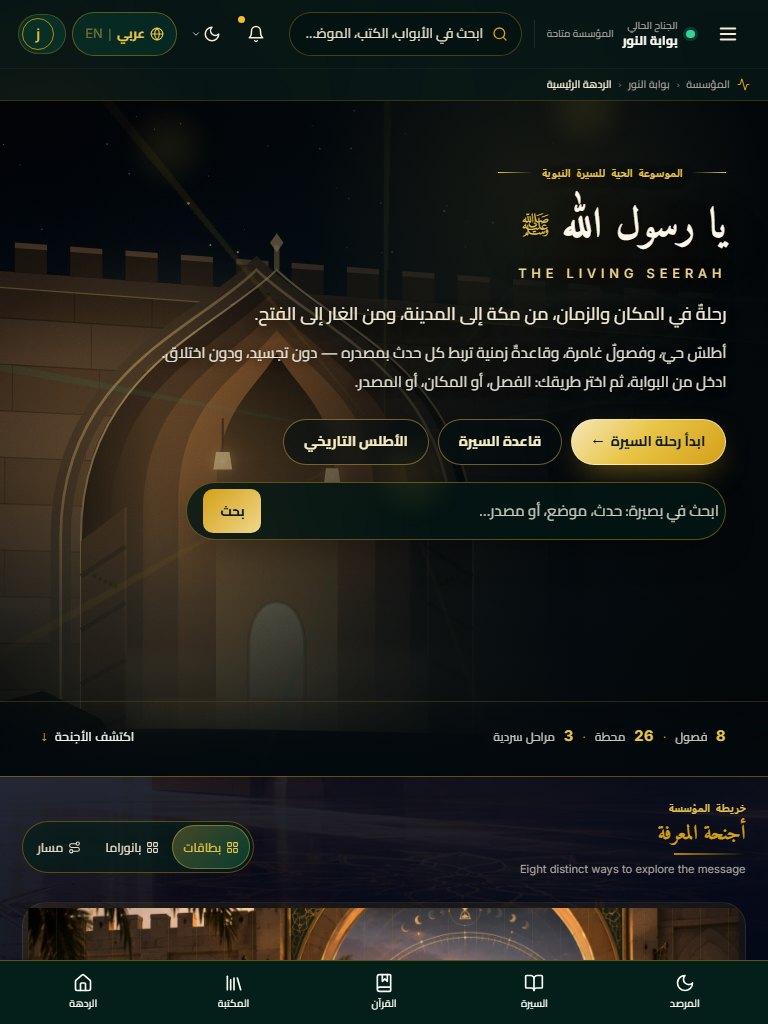 الجناح الحالي
بوابة النور
المؤسسة متاحة
ابحث في الأبواب، الكتب، الموضـ...
عربي | EN
j
المؤسسة › بوابة النور › الردهة الرئيسية
الموسوعة الحية للسيرة النبوية
يا رسول الله ﷺ
THE LIVING SEERAH
رحلةٌ في المكان والزمان، من مكة إلى المدينة، ومن الغار إلى الفتح.
أطلسٌ حيّ، وفصولٌ غامرة، وقاعدةٌ زمنية تربط كل حدث بمصدره — دون تجسيد، ودون اختلاق.
ادخل من البوابة، ثم اختر طريقك: الفصل، أو المكان، أو المصدر.
ابدأ رحلة السيرة ←
قاعدة السيرة
الأطلس التاريخي
ابحث في بصيرة: حدث، موضع، أو مصدر...
بحث
8 فصول · 26 محطة · 3 مراحل سردية
اكتشف الأجنحة ↓
خريطة المؤسسة
أجنحة المعرفة
Eight distinct ways to explore the message
بطاقات
بانوراما
مسار
المرصد
السيرة
القرآن
المكتبة
الردهة